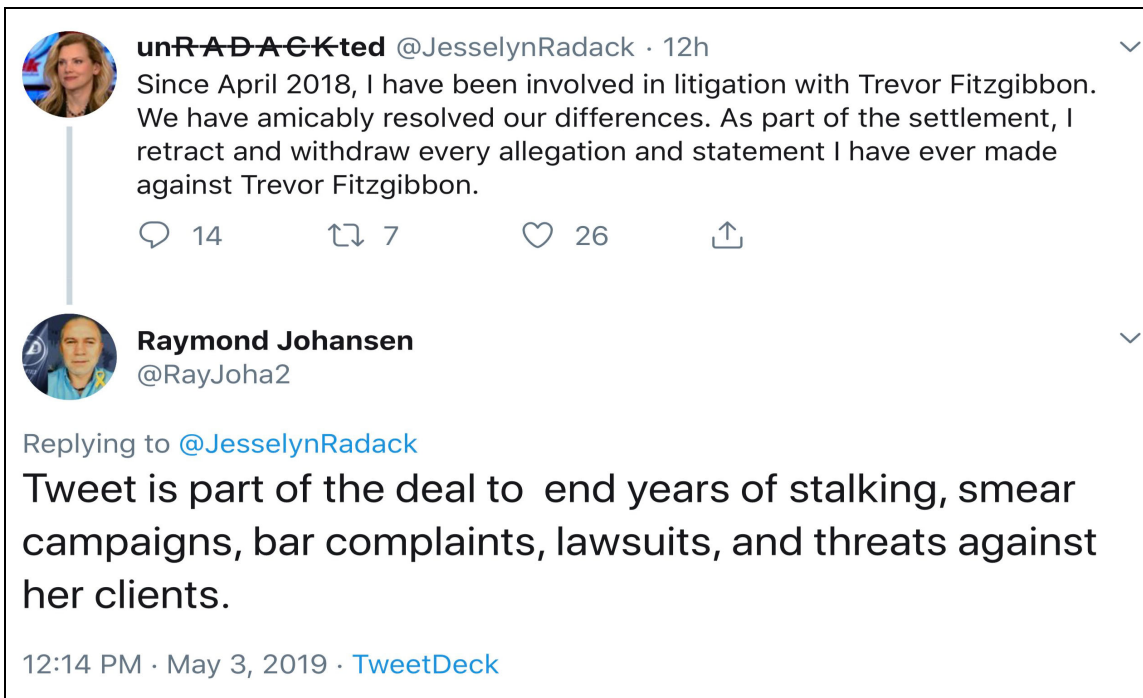 unRADACKted @JesselynRadack · 12h
Since April 2018, I have been involved in litigation with Trevor Fitzgibbon.
We have amicably resolved our differences. As part of the settlement, I
retract and withdraw every allegation and statement I have ever made
against Trevor Fitzgibbon.
14 7 26
Raymond Johansen
@RayJoha2
Replying to @JesselynRadack
Tweet is part of the deal to end years of stalking, smear
campaigns, bar complaints, lawsuits, and threats against
her clients.
12:14 PM · May 3, 2019 · TweetDeck